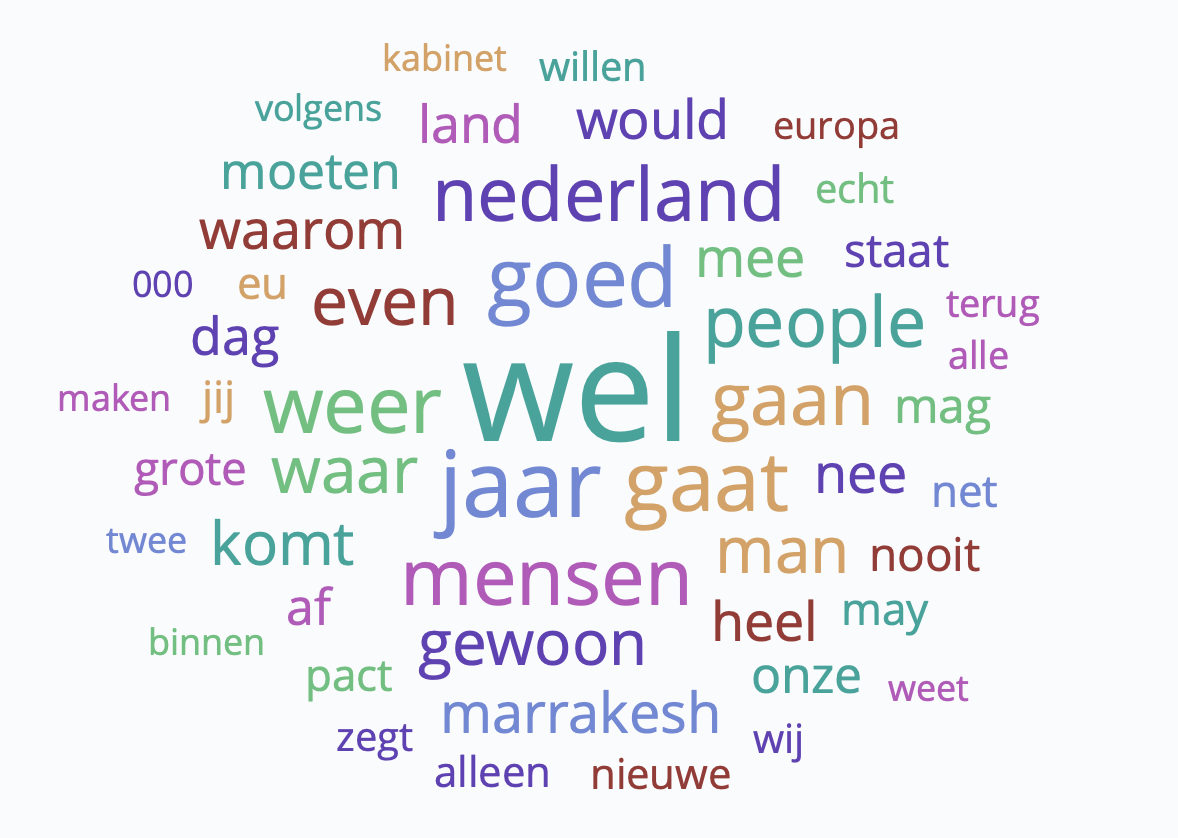 kabinet willen
volgens land would europa
moeten nederland echt
waarom goed mee staat
000 eu even people terug
dag wel alle
maken jij weer gaan mag
grote waar jaar gaat nee net
twee komt mensen man nooit
af heel may
binnen gewoon
pact onze weet
marrakesh
zegt wij
alleen nieuwe